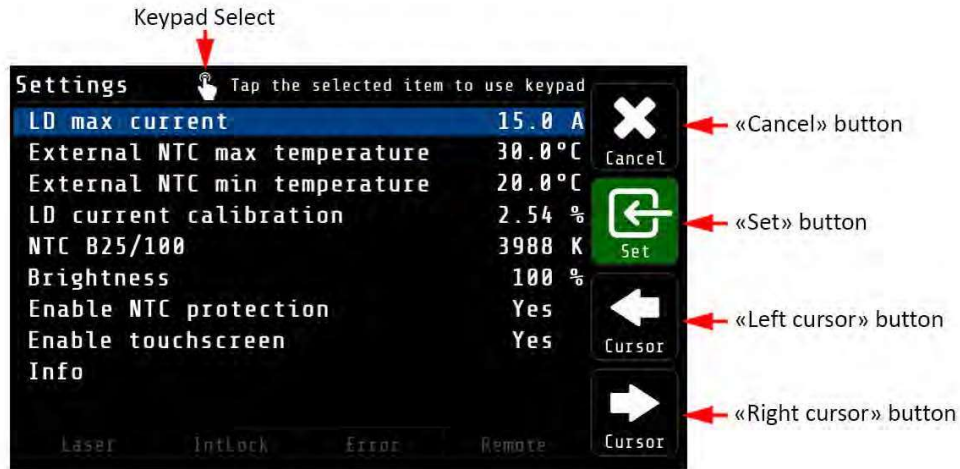 Keypad Select
Settings Tap the selected item to use keypad
LD max current 15.0 A
External NTC max temperature 30.0°C
External NTC min temperature 20.0°C
LD current calibration 2.54 %
NTC B25/100 3988 K
Brightness 100 %
Enable NTC protection Yes
Enable touchscreen Yes
Info
Laser IntLock Error Remote
Cancel
Set
Cursor
Cursor
«Cancel» button
«Set» button
«Left cursor» button
«Right cursor» button